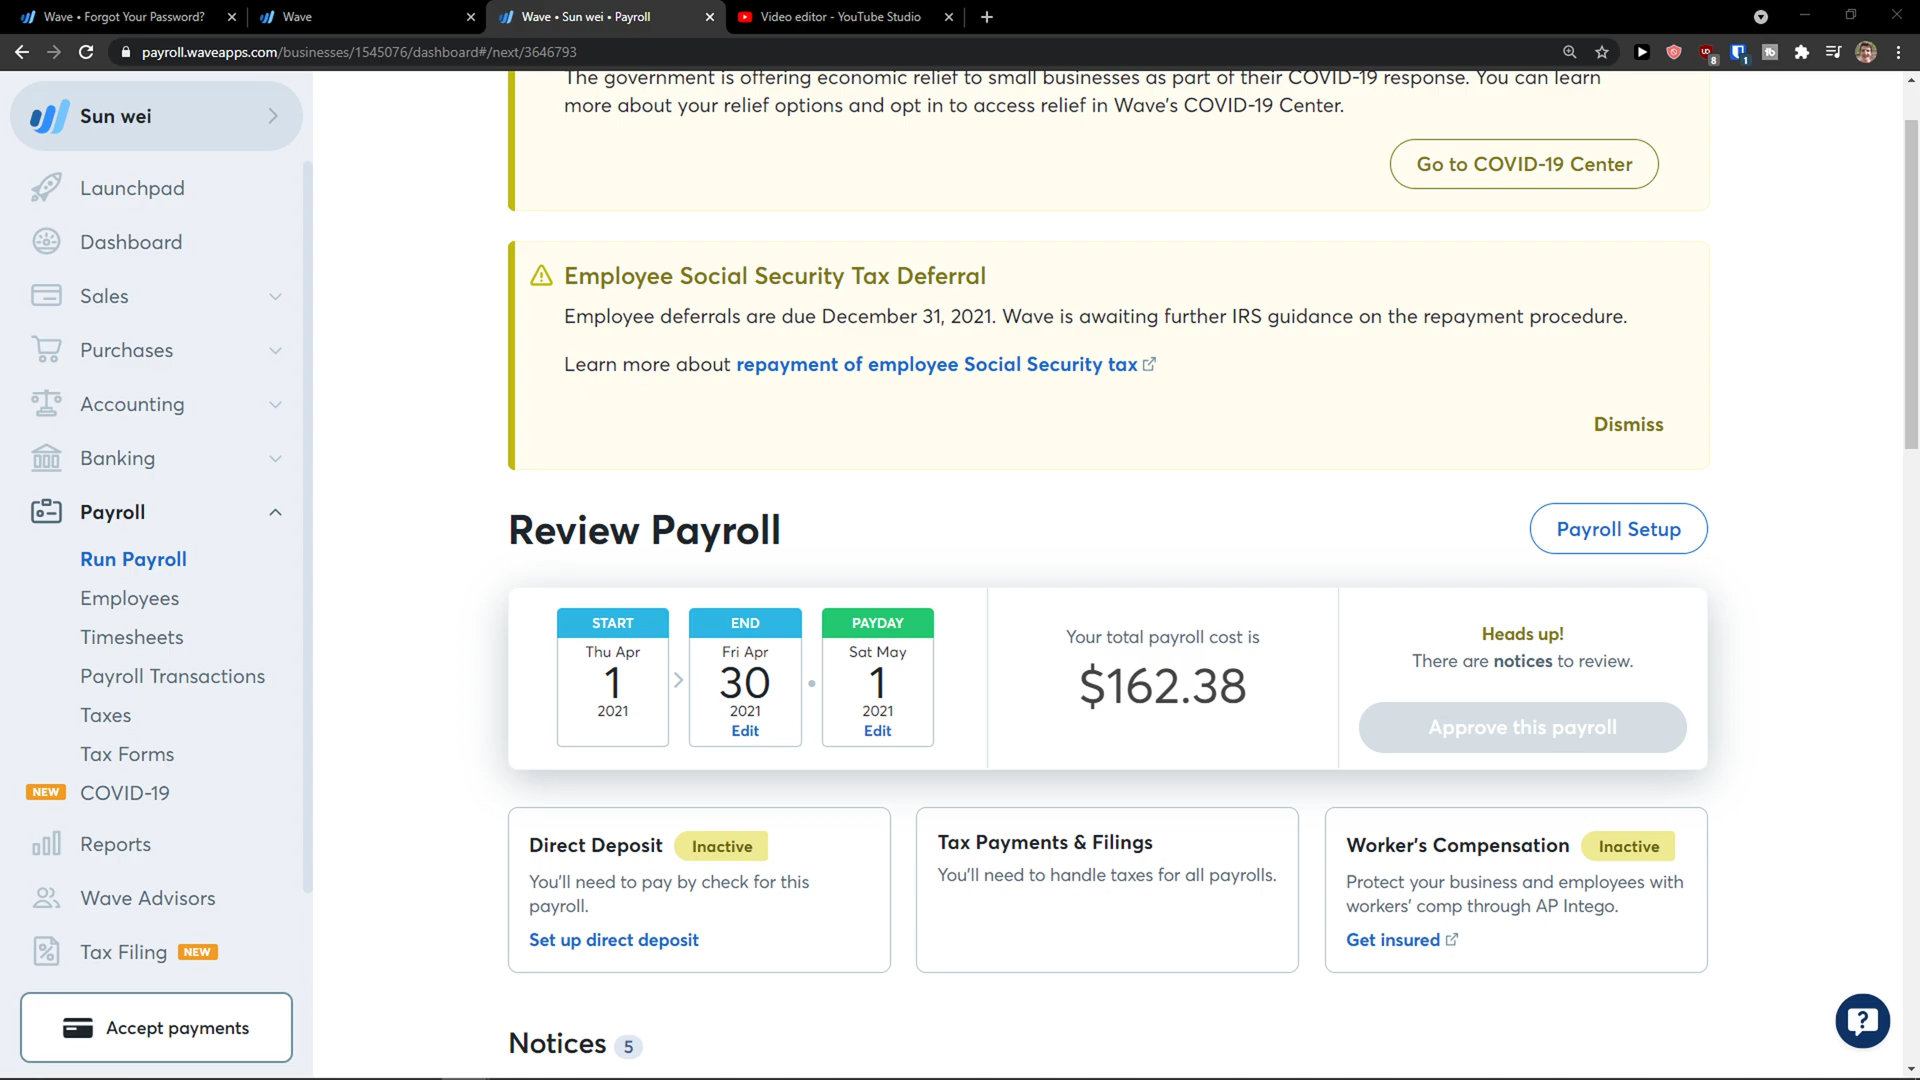 Wave • Forgot Your Password?
Wave
Wave • Sun wei • Payroll
Video editor - YouTube Studio
payroll.waveapps.com/businesses/1545076/dashboard#/next/3646793
8
1
Sun wei
Launchpad
Dashboard
Sales
Purchases
Accounting
Banking
Payroll
Run Payroll
Employees
Timesheets
Payroll Transactions
Taxes
Tax Forms
NEW COVID-19
Reports
Wave Advisors
Tax Filing NEW
Accept payments
The government is offering economic relief to small businesses as part of their COVID-19 response. You can learn
more about your relief options and opt in to access relief in Wave's COVID-19 Center.
Go to COVID-19 Center
Employee Social Security Tax Deferral
Employee deferrals are due December 31, 2021. Wave is awaiting further IRS guidance on the repayment procedure.
Learn more about repayment of employee Social Security tax
Dismiss
Review Payroll
Payroll Setup
START
Thu Apr
1
2021
END
Fri Apr
30
2021
Edit
PAYDAY
Sat May
1
2021
Edit
Your total payroll cost is
$162.38
Heads up!
There are notices to review.
Approve this payroll
Direct Deposit Inactive
You'll need to pay by check for this
payroll.
Set up direct deposit
Tax Payments & Filings
You'll need to handle taxes for all payrolls.
Worker's Compensation Inactive
Protect your business and employees with
workers' comp through AP Intego.
Get insured
Notices 5